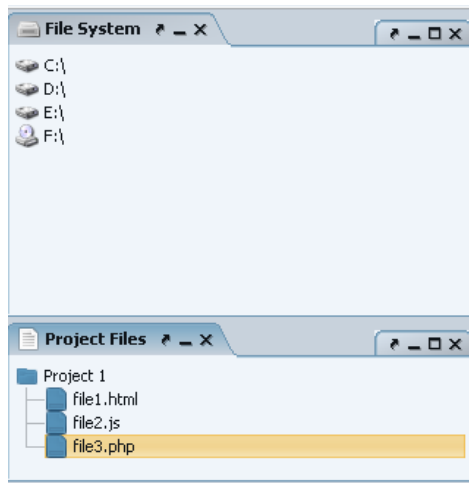 File System
C:\
D:\
E:\
F:\
Project Files
Project 1
file1.html
file2.js
file3.php